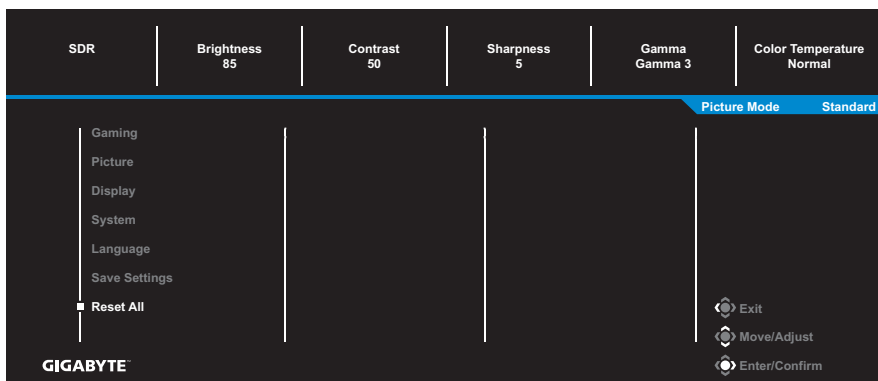 SDR Brightness Contrast Sharpness Gamma Color Temperature
85 50 5 Gamma 3 Normal
Picture Mode Standard
Gaming
Picture
Display
System
Language
Save Settings
Reset All
Exit
Move/Adjust
GIGABYTE™ Enter/Confirm